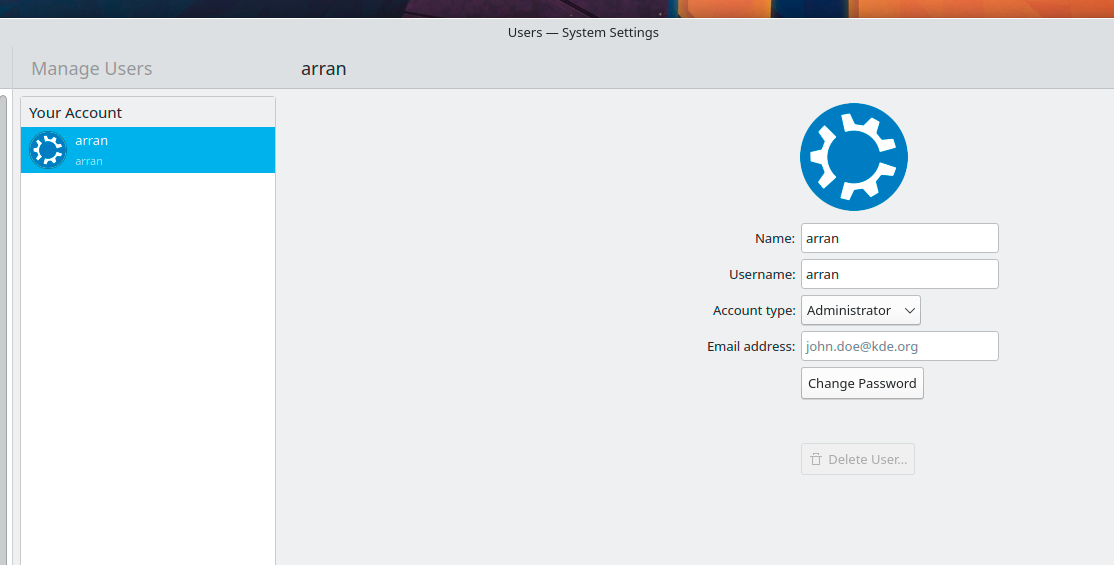 Users — System Settings
Manage Users
arran
Your Account
arran
arran
Name: arran
Username: arran
Account type: Administrator
Email address: john.doe@kde.org
Change Password
Delete User...